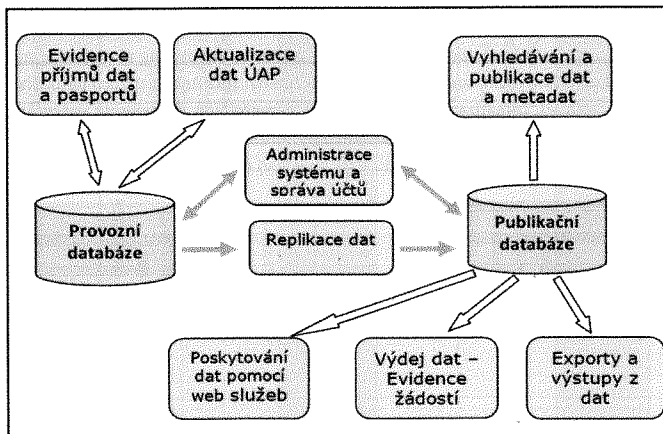 Evidence
příjmů dat
a pasportů
Aktualizace
dat ÚAP
Vyhledávání a
publikace dat
a metadat
Administrace
systému a
správa účtů
Provozní
databáze
Replikace dat
Publikační
databáze
Poskytování
dat pomocí
web služeb
Výdej dat –
Evidence
žádostí
Exporty a
výstupy z
dat